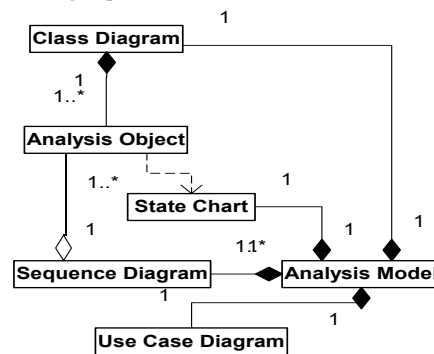 1
Class Diagram
1
1..*
Analysis Object
1..*
1
State Chart
1
1
1
1..*
1
Sequence Diagram
Analysis Model
1
1
Use Case Diagram